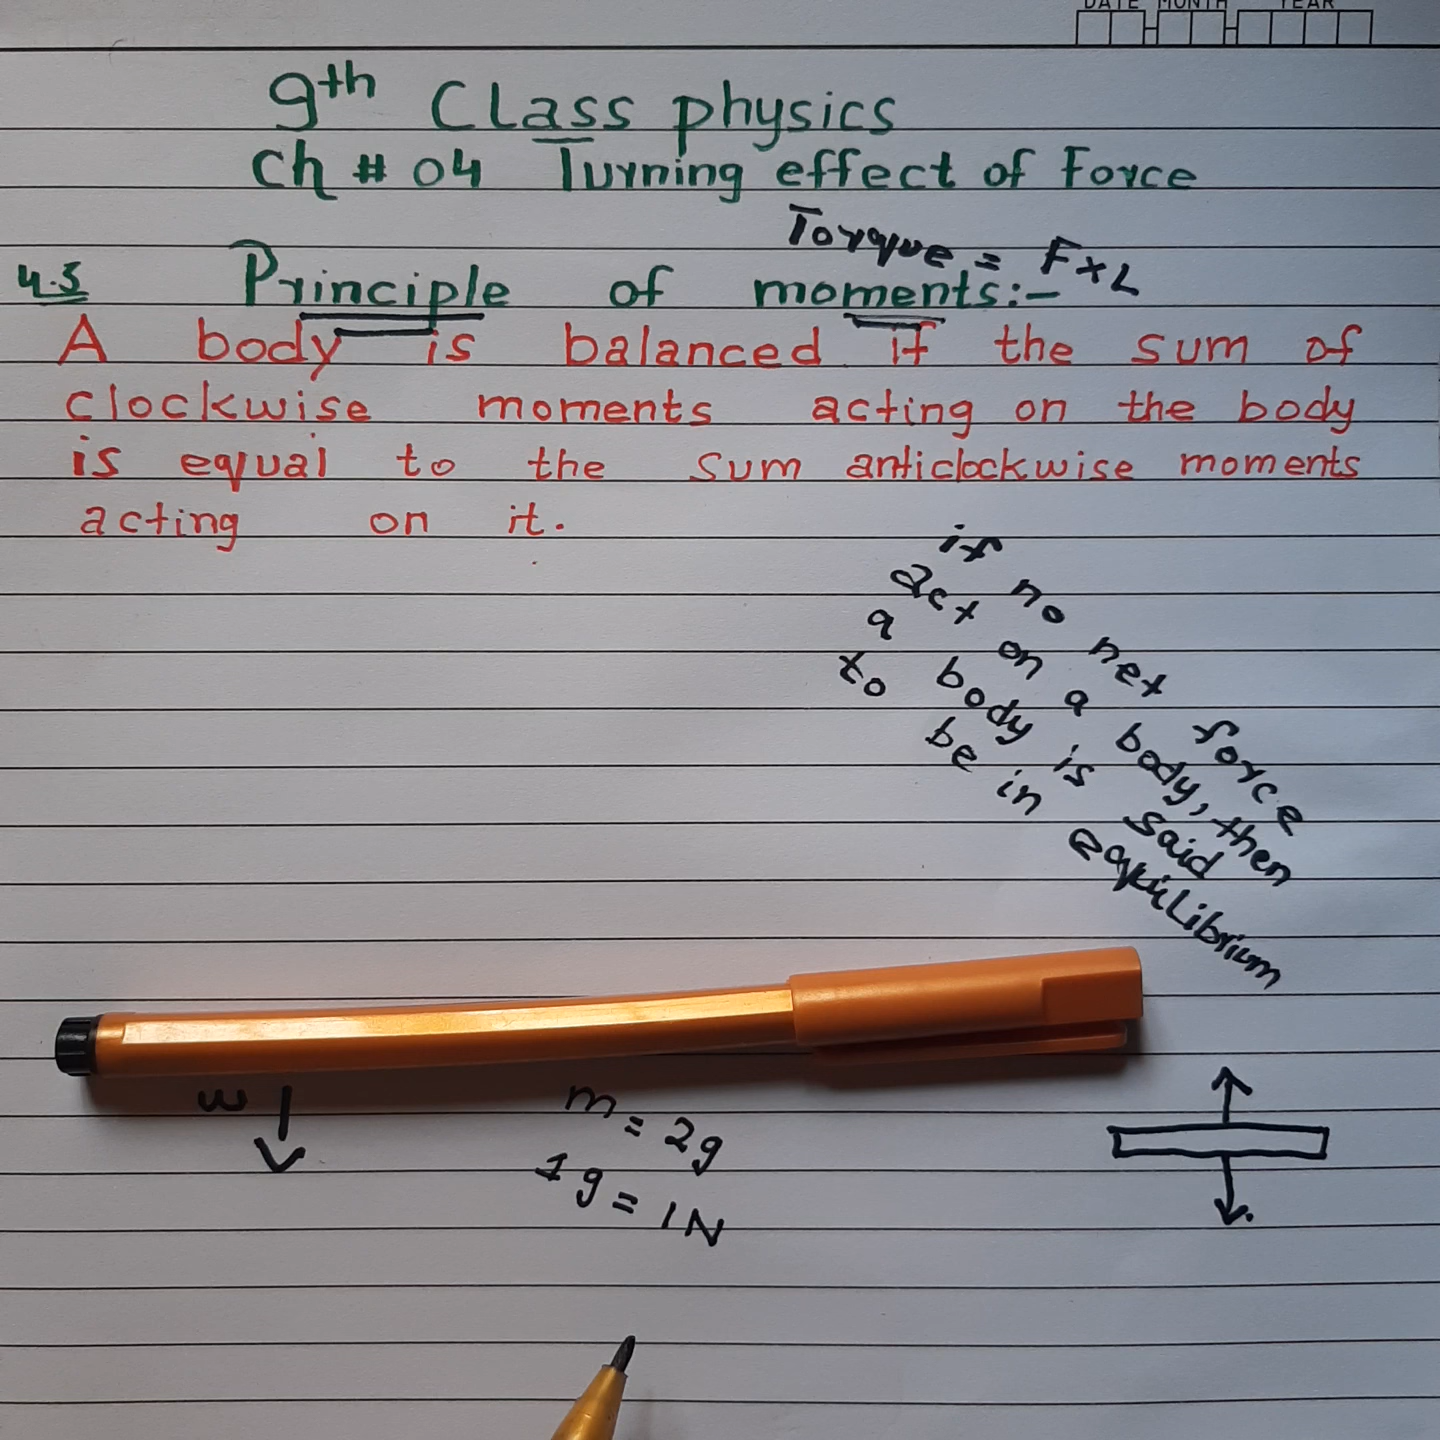 DATE MONTH YEAR
9th Class physics
Ch # 04 Turning effect of Force
Torque = F×L
4.3 Principle of moments:-
A body is balanced if the sum of
clockwise moments acting on the body
is equal to the sum anticlockwise moments
acting on it.
if no net force
act on a body, then
a body is said
to be in equilibrium
w
m = 2g
1g = 1N